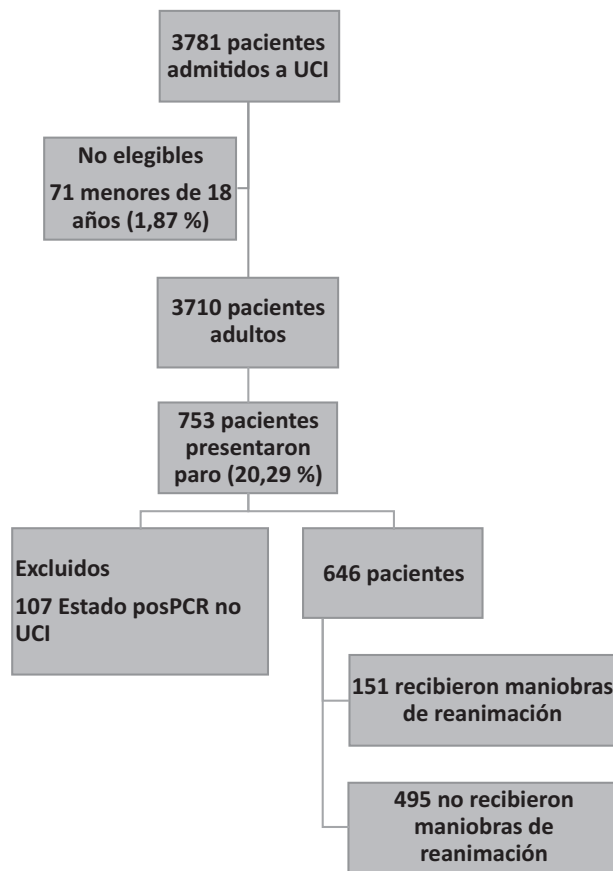 3781 pacientes
admitidos a UCI
No elegibles
71 menores de 18
años (1,87 %)
3710 pacientes
adultos
753 pacientes
presentaron
paro (20,29 %)
Excluidos
107 Estado posPCR no
UCI
646 pacientes
151 recibieron maniobras
de reanimación
495 no recibieron
maniobras de
reanimación